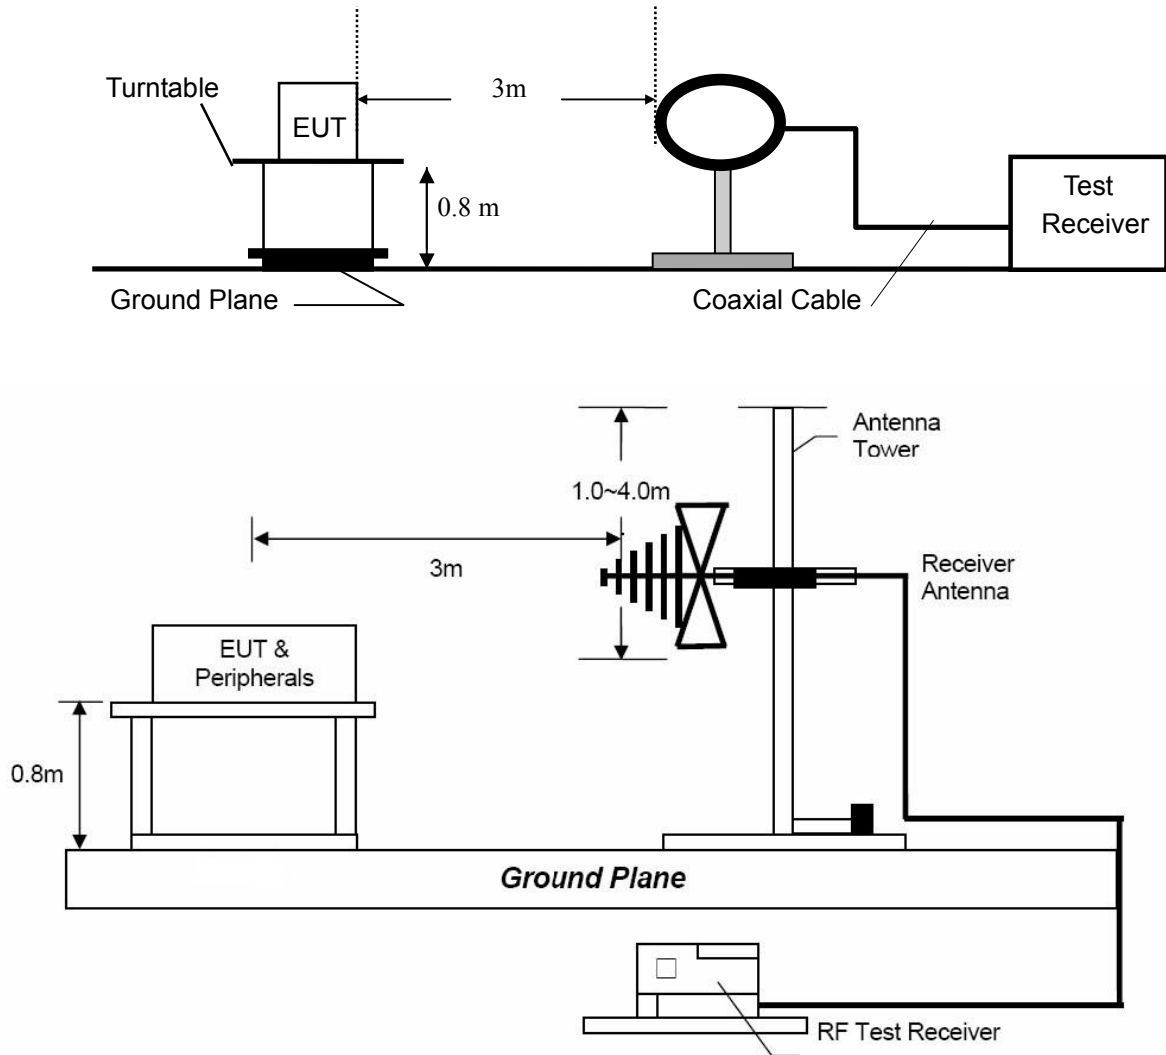 Turntable
EUT
3m
0.8 m
Test
Receiver
Ground Plane
Coaxial Cable
Antenna
Tower
1.0~4.0m
3m
Receiver
Antenna
EUT &
Peripherals
0.8m
Ground Plane
RF Test Receiver